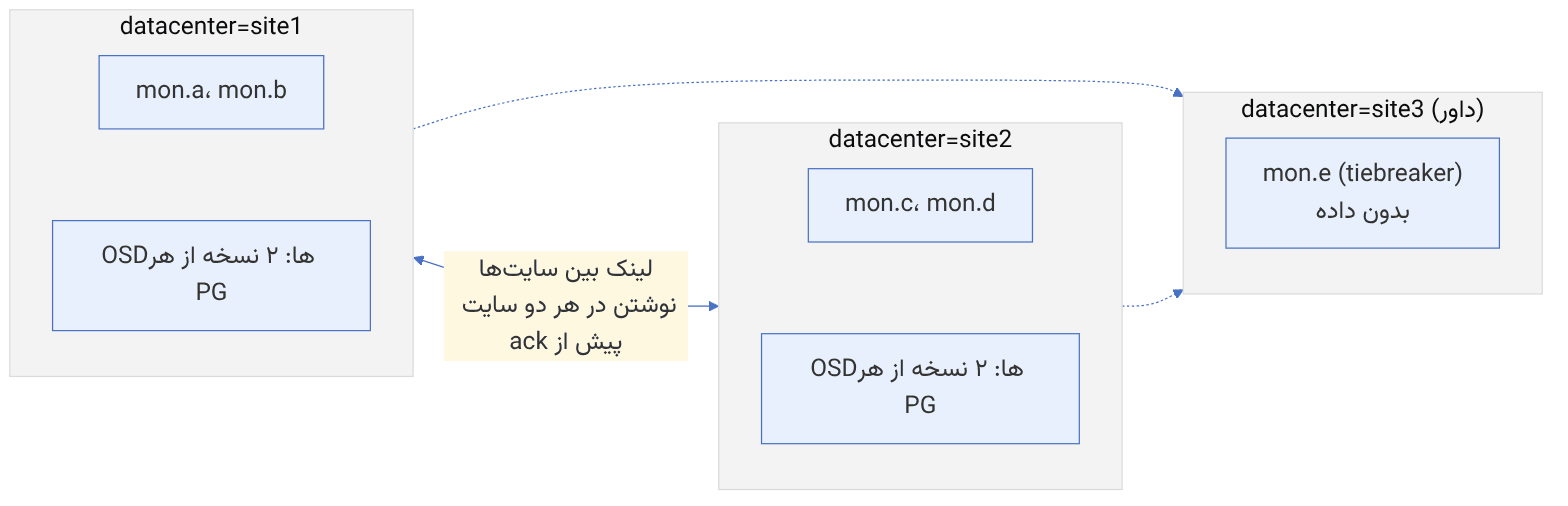 datacenter=site1
mon.a، mon.b
OSDها: ۲ نسخه از هر
PG
لینک بین سایت‌ها
نوشتن در هر دو سایت
پیش از ack
datacenter=site2
mon.c، mon.d
OSDها: ۲ نسخه از هر
PG
datacenter=site3 (داور)
mon.e (tiebreaker)
بدون داده